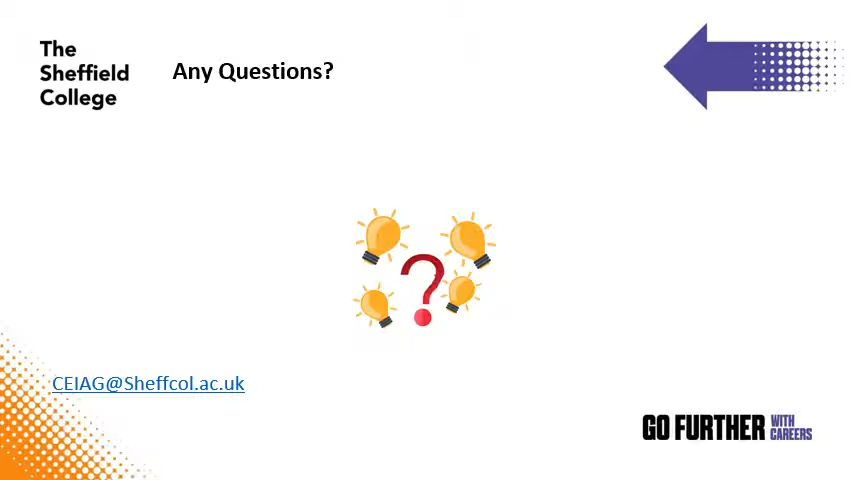 The
Sheffield
College
Any Questions?
?
CEIAG@Sheffcol.ac.uk
GO FURTHER WITH CAREERS